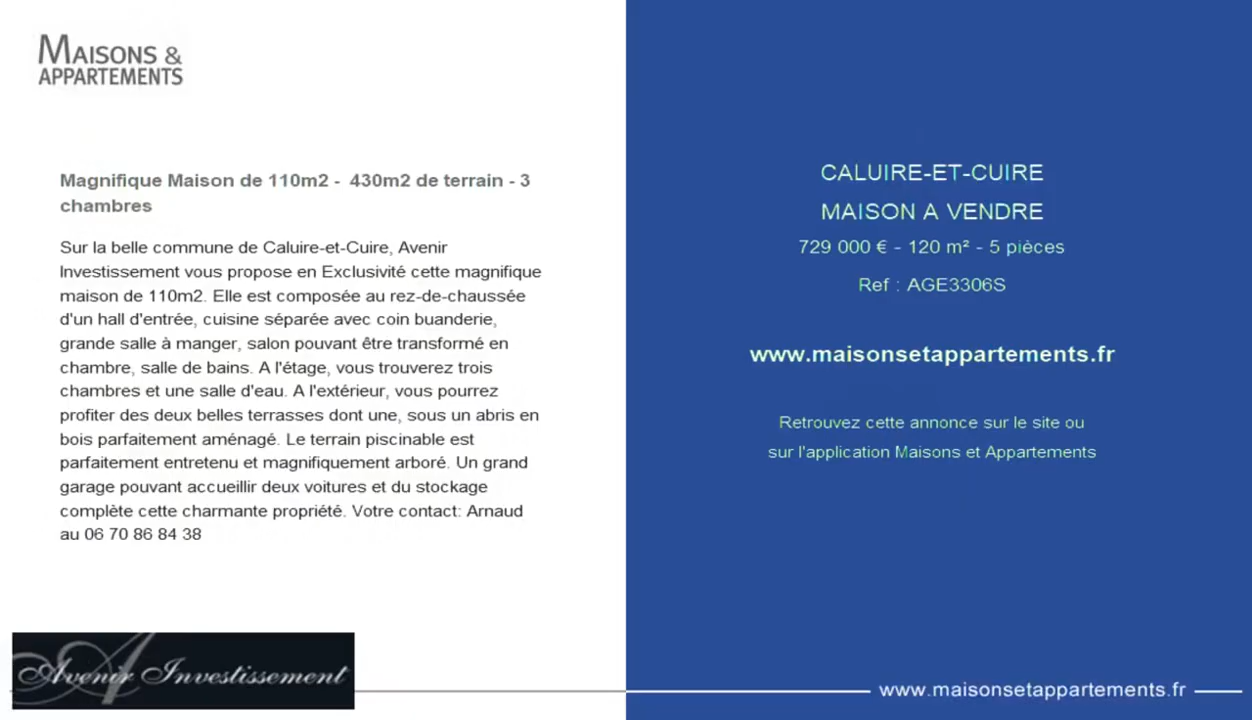 MAISONS &
APPARTEMENTS
Magnifique Maison de 110m2 - 430m2 de terrain - 3
chambres
Sur la belle commune de Caluire-et-Cuire, Avenir
Investissement vous propose en Exclusivité cette magnifique
maison de 110m2. Elle est composée au rez-de-chaussée
d'un hall d'entrée, cuisine séparée avec coin buanderie,
grande salle à manger, salon pouvant être transformé en
chambre, salle de bains. A l'étage, vous trouverez trois
chambres et une salle d'eau. A l'extérieur, vous pourrez
profiter des deux belles terrasses dont une, sous un abris en
bois parfaitement aménagé. Le terrain piscinable est
parfaitement entretenu et magnifiquement arboré. Un grand
garage pouvant accueillir deux voitures et du stockage
complète cette charmante propriété. Votre contact: Arnaud
au 06 70 86 84 38
Avenir Investissement
CALUIRE-ET-CUIRE
MAISON A VENDRE
729 000 € - 120 m² - 5 pièces
Ref : AGE3306S
www.maisonsetappartements.fr
Retrouvez cette annonce sur le site ou
sur l'application Maisons et Appartements
www.maisonsetappartements.fr